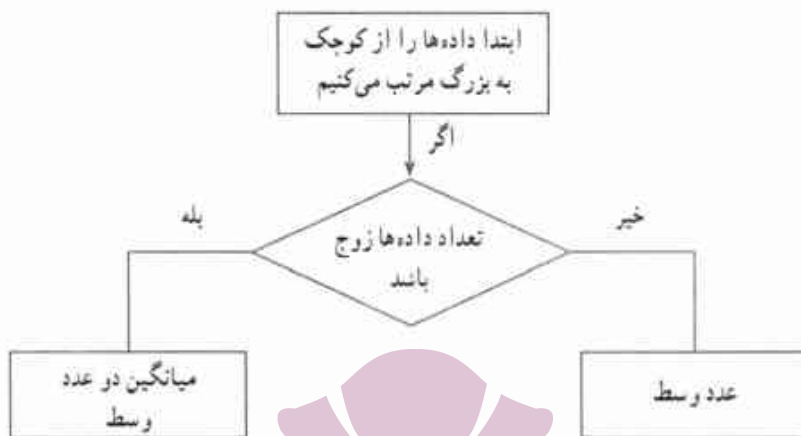 ابتدا داده‌ها را از کوچک
به بزرگ مرتب می‌کنیم
اگر
خیر
بله
تعداد داده‌ها زوج
باشد
عدد وسط
میانگین دو عدد
وسط